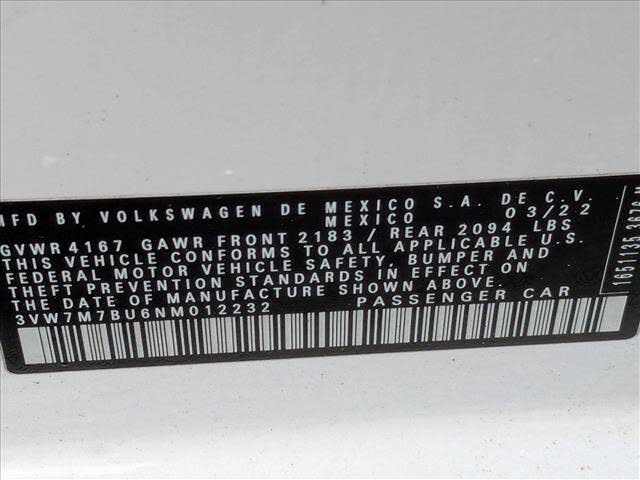 MFD BY VOLKSWAGEN DE MEXICO S.A. DE C.V.
MEXICO 03/22
GVWR 4167 GAWR FRONT 2183 / REAR 2094 LBS
THIS VEHICLE CONFORMS TO ALL APPLICABLE U.S.
FEDERAL MOTOR VEHICLE SAFETY, BUMPER AND
THEFT PREVENTION STANDARDS IN EFFECT ON
THE DATE OF MANUFACTURE SHOWN ABOVE.
3VW7M7BU6NM012232 PASSENGER CAR